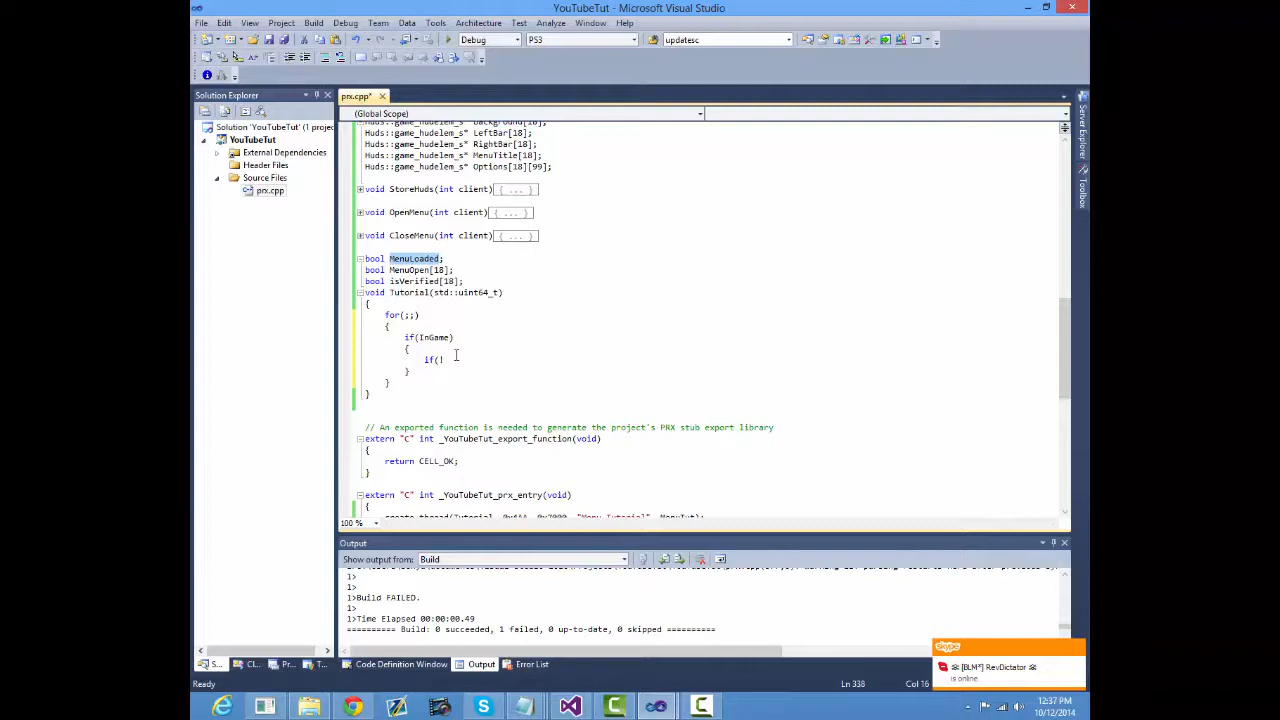 YouTubeTut - Microsoft Visual Studio
File Edit View Project Build Debug Team Data Tools Architecture Test Analyze Window Help
Debug PS3 updatesc
Solution Explorer
prx.cpp*
(Global Scope)
Solution 'YouTubeTut' (1 projec
YouTubeTut
External Dependencies
Header Files
Source Files
prx.cpp
Server Explorer
Toolbox
Huds::game_hudelem_s* Background[18];
Huds::game_hudelem_s* LeftBar[18];
Huds::game_hudelem_s* RightBar[18];
Huds::game_hudelem_s* MenuTitle[18];
Huds::game_hudelem_s* Options[18][99];
void StoreHuds(int client){ ... }
void OpenMenu(int client){ ... }
void CloseMenu(int client){ ... }
bool MenuLoaded;
bool MenuOpen[18];
bool isVerified[18];
void Tutorial(std::uint64_t)
{
for(;;)
{
if(InGame)
{
if(!
}
}
}
// An exported function is needed to generate the project's PRX stub export library
extern "C" int _YouTubeTut_export_function(void)
{
return CELL_OK;
}
extern "C" int _YouTubeTut_prx_entry(void)
{
100 %
Output
Show output from: Build
1>
1>
1>Build FAILED.
1>
1>Time Elapsed 00:00:00.49
========== Build: 0 succeeded, 1 failed, 0 up-to-date, 0 skipped ==========
S... Cl... Pr... T... Code Definition Window Output Error List
Ready Ln 338 Col 16
skype
[BLM*] RevDictator
is online
12:37 PM
10/12/2014